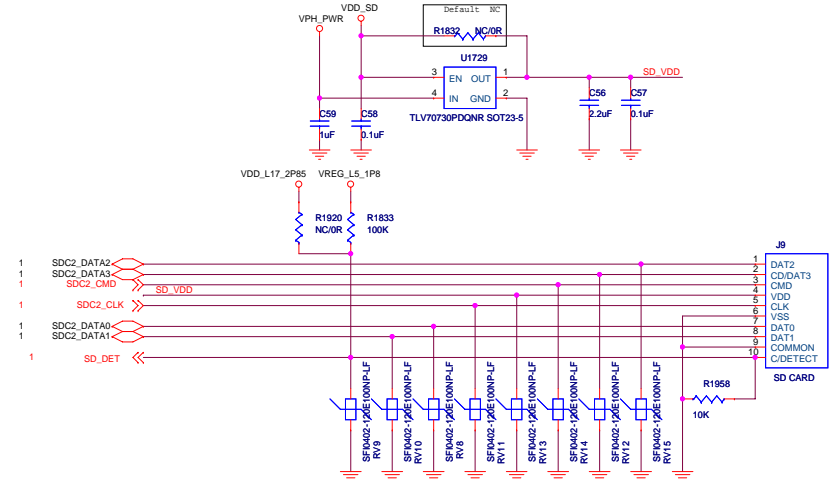 Default NC
VDD_SD
VPH_PWR
R1832 NC/0R
U1729
3 EN OUT 1
4 IN GND 2
TLV70730PDQNR SOT23-5
SD_VDD
C59
1uF
C58
0.1uF
C56
2.2uF
C57
0.1uF
VDD_L17_2P85
VREG_L5_1P8
R1920
NC/0R
R1833
100K
J9
1 SDC2_DATA2
1 SDC2_DATA3
1 SDC2_CMD
SD_VDD
1 SDC2_CLK
1 SDC2_DATA0
1 SDC2_DATA1
1 SD_DET
1 DAT2
2 CD/DAT3
3 CMD
4 VDD
5 CLK
6 VSS
7 DAT0
8 DAT1
9 COMMON
10 C/DETECT
SD CARD
R1958
10K
SFI0402-120E100NP-LF
RV9
SFI0402-120E100NP-LF
RV10
SFI0402-120E100NP-LF
RV8
SFI0402-120E100NP-LF
RV11
SFI0402-120E100NP-LF
RV13
SFI0402-120E100NP-LF
RV14
SFI0402-120E100NP-LF
RV12
SFI0402-120E100NP-LF
RV15